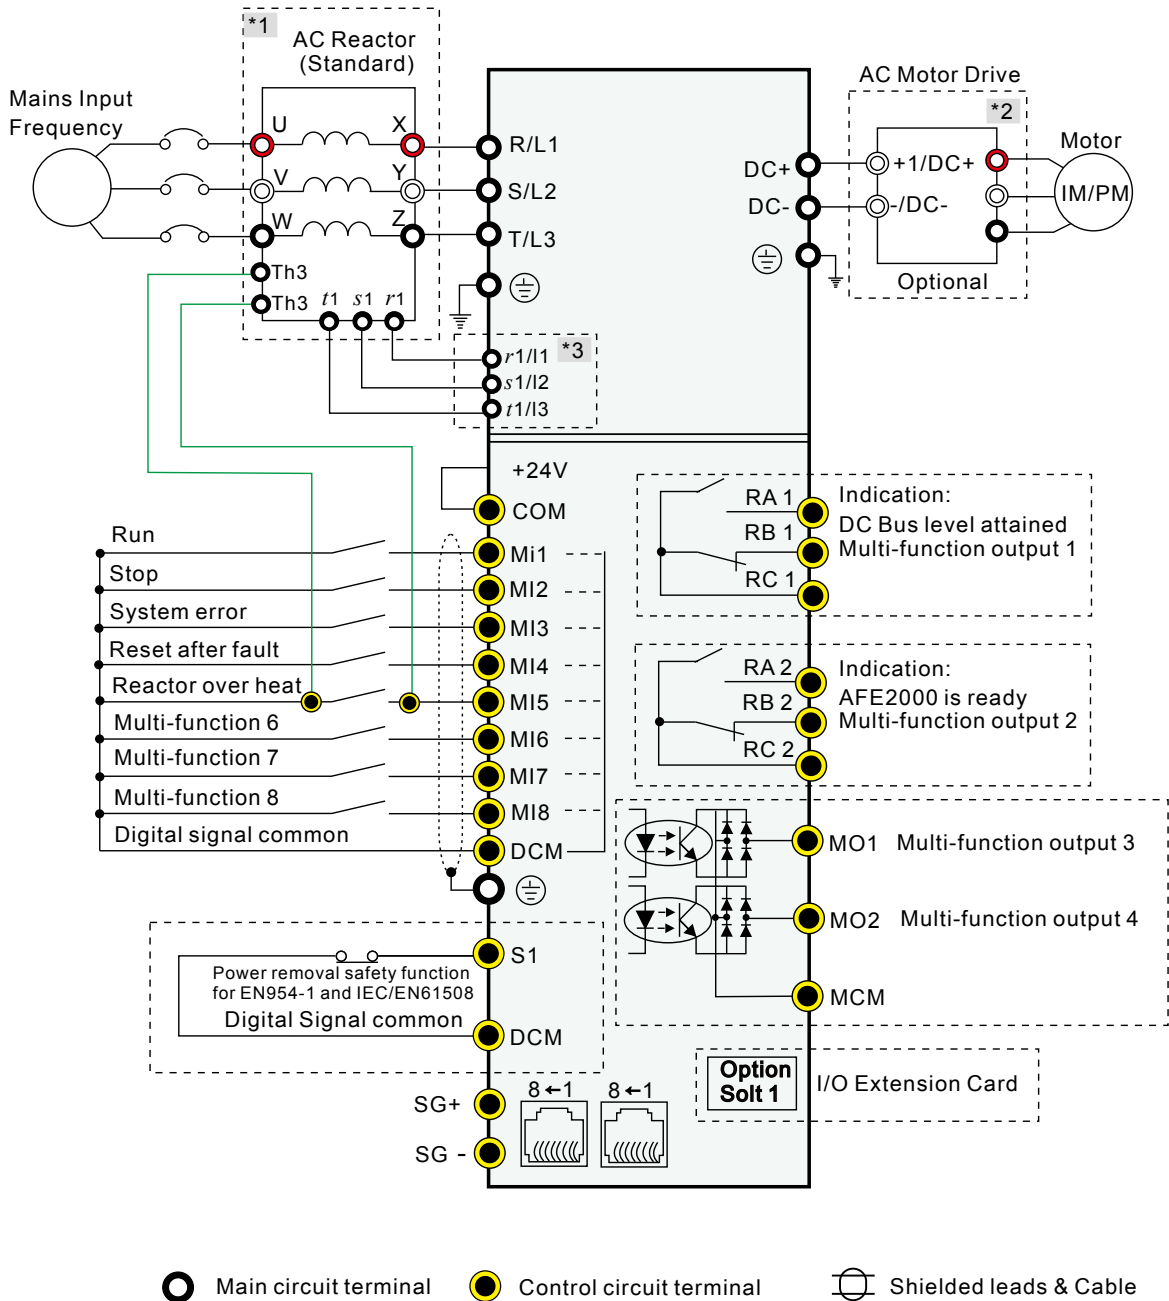 *1
AC Reactor
(Standard)
Mains Input
Frequency
U
X
V
Y
W
Z
Th3
Th3
t1 s1 r1
R/L1
S/L2
T/L3
r1/l1
*3
s1/l2
t1/l3
AC Motor Drive
*2
Motor
DC+
+1/DC+
DC-
-/DC-
IM/PM
Optional
+24V
COM
Run
Mi1
Stop
MI2
System error
MI3
Reset after fault
MI4
Reactor over heat
MI5
Multi-function 6
MI6
Multi-function 7
MI7
Multi-function 8
MI8
Digital signal common
DCM
S1
Power removal safety function
for EN954-1 and IEC/EN61508
Digital Signal common
DCM
SG+
SG -
8←1
8←1
RA 1
Indication:
DC Bus level attained
RB 1
Multi-function output 1
RC 1
RA 2
Indication:
AFE2000 is ready
RB 2
Multi-function output 2
RC 2
MO1
Multi-function output 3
MO2
Multi-function output 4
MCM
Option
Solt 1
I/O Extension Card
Main circuit terminal
Control circuit terminal
Shielded leads & Cable